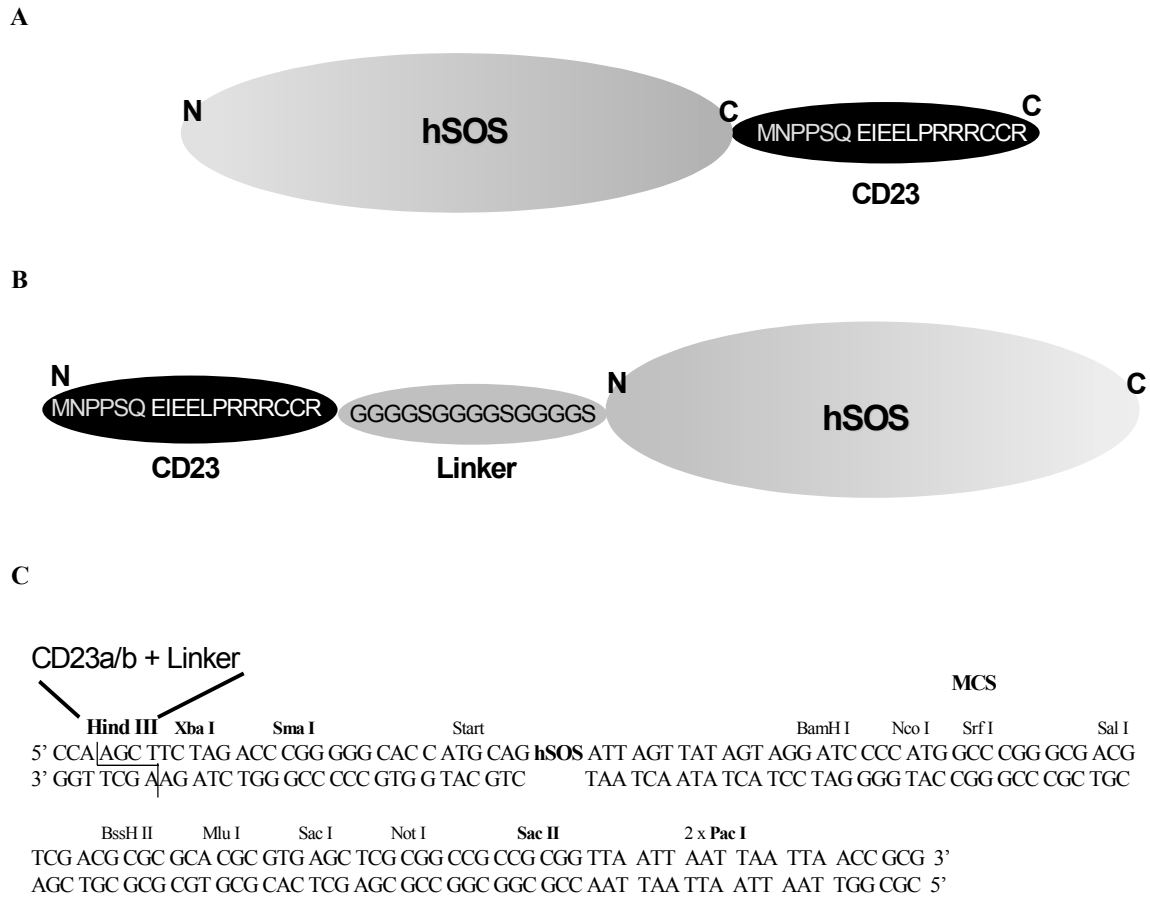 A
N
C
C
hSOS
MNPPSQ EIEELPRRRCCR
CD23
B
N
N
C
MNPPSQ EIEELPRRRCCR
GGGGSGGGGSGGGGS
hSOS
CD23
Linker
C
CD23a/b + Linker
MCS
Hind III Xba I Sma I Start BamH I Nco I Srf I Sal I
5’ CCA AGC TTC TAG ACC CGG GGG CAC C ATG CAG hSOS ATT AGT TAT AGT AGG ATC CCC ATG GCC CGG GCG ACG
3’ GGT TCG AAG ATC TGG GCC CCC GTG GTAC GTC TAA TCA ATA TCA TCC TAG GGG TAC CGG GCC CGC TGC
BssH II Mlu I Sac I Not I Sac II 2 x Pac I
TCG ACG CGC GCA CGC GTG AGC TCG CGG CCG CCG CGG TTA ATT AAT TAA TTA ACC GCG 3’
AGC TGC GCG CGT GCG CAC TCG AGC GCC GGC GGC GCC AAT TAA TTA ATT AAT TGG CGC 5’